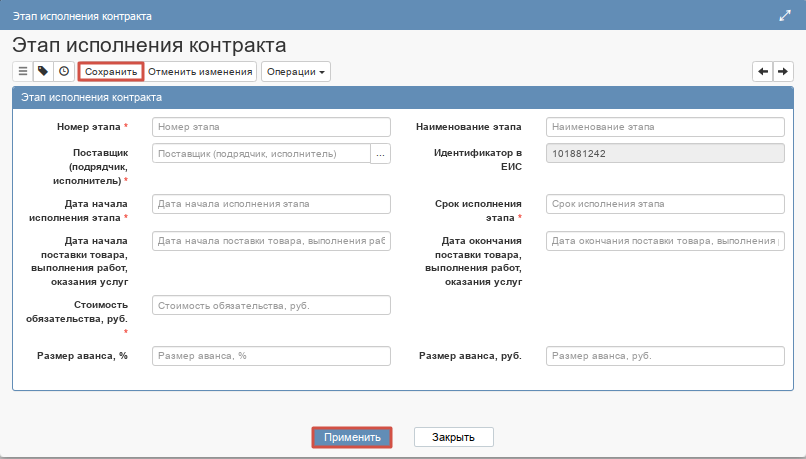 Этап исполнения контракта
Этап исполнения контракта
Сохранить Отменить изменения Операции
Этап исполнения контракта
Номер этапа * Номер этапа Наименование этапа Наименование этапа
Поставщик Поставщик (подрядчик, исполнитель) ... Идентификатор в 101881242
(подрядчик, ЕИС
исполнитель) *
Дата начала Дата начала исполнения этапа Срок исполнения Срок исполнения этапа
исполнения этапа * этапа *
Дата начала Дата начала поставки товара, выполнения раб Дата окончания Дата окончания поставки товара, выполнения
поставки товара, поставки товара,
выполнения работ, выполнения работ,
оказания услуг оказания услуг
Стоимость Стоимость обязательства, руб.
обязательства, руб.
*
Размер аванса, % Размер аванса, % Размер аванса, руб. Размер аванса, руб.
Применить Закрыть